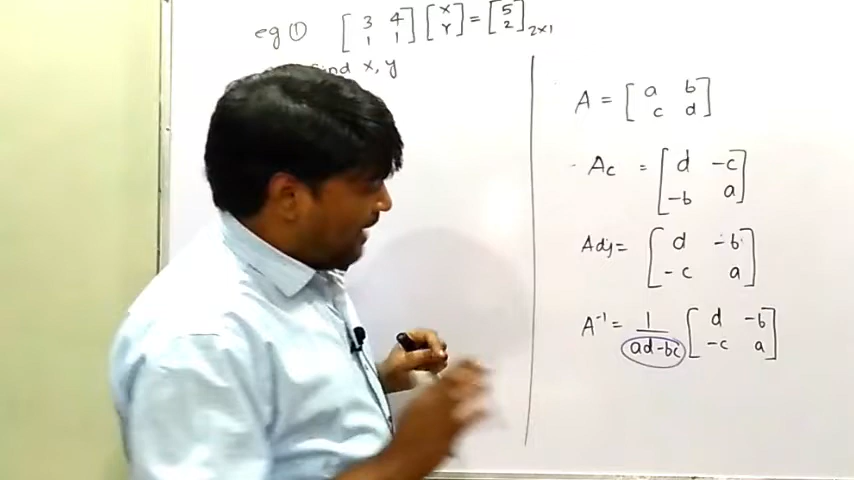 eg ① [3 4 1 1] [X Y] = [5 2] 2×1
find x, y
A = [a b c d]
Ac = [d -c -b a]
Adj = [d -b -c a]
A⁻¹ = 1/(ad-bc) [d -b -c a]